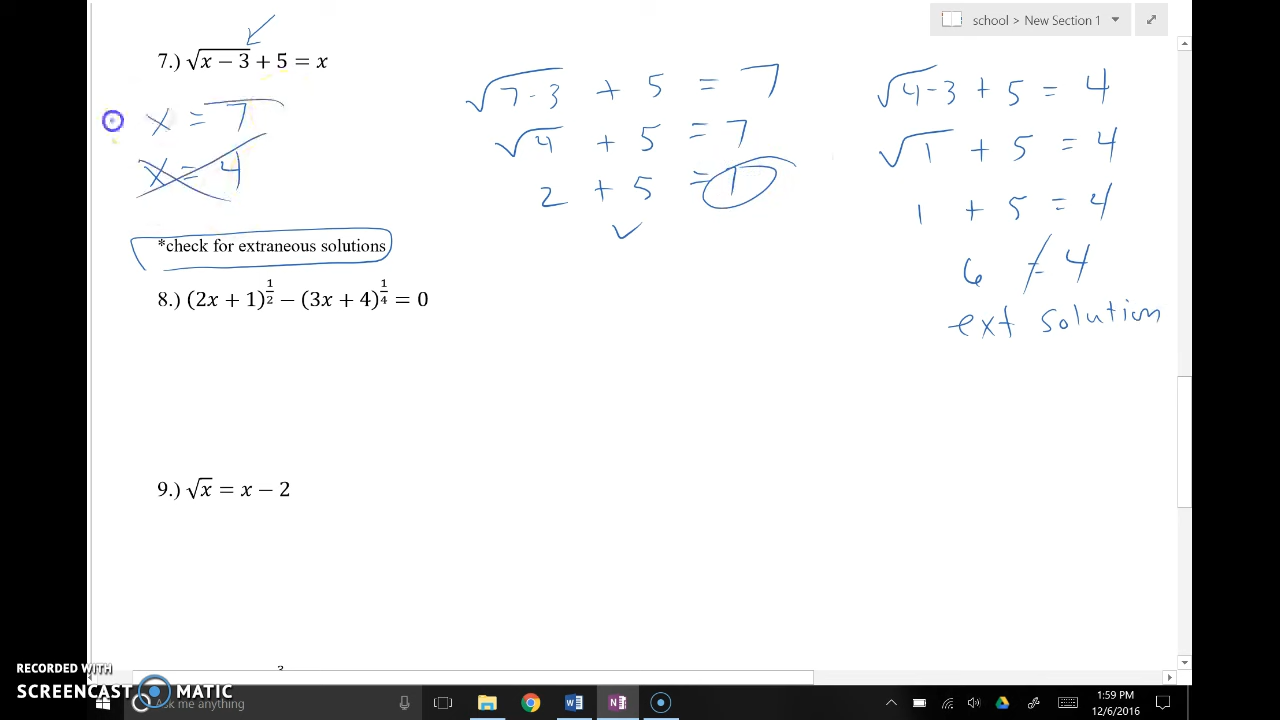 school > New Section 1
7.) √(x − 3) + 5 = x
x = 7
x = 4
√(7 - 3) + 5 = 7
√4 + 5 = 7
2 + 5 =
√(4 - 3) + 5 = 4
√1 + 5 = 4
1 + 5 = 4
6 ≠ 4
ext solution
*check for extraneous solutions
8.) (2x + 1)^(1/2) − (3x + 4)^(1/4) = 0
9.) √x = x − 2
RECORDED WITH
SCREENCAST MATIC
Ask me anything
1:59 PM
12/6/2016